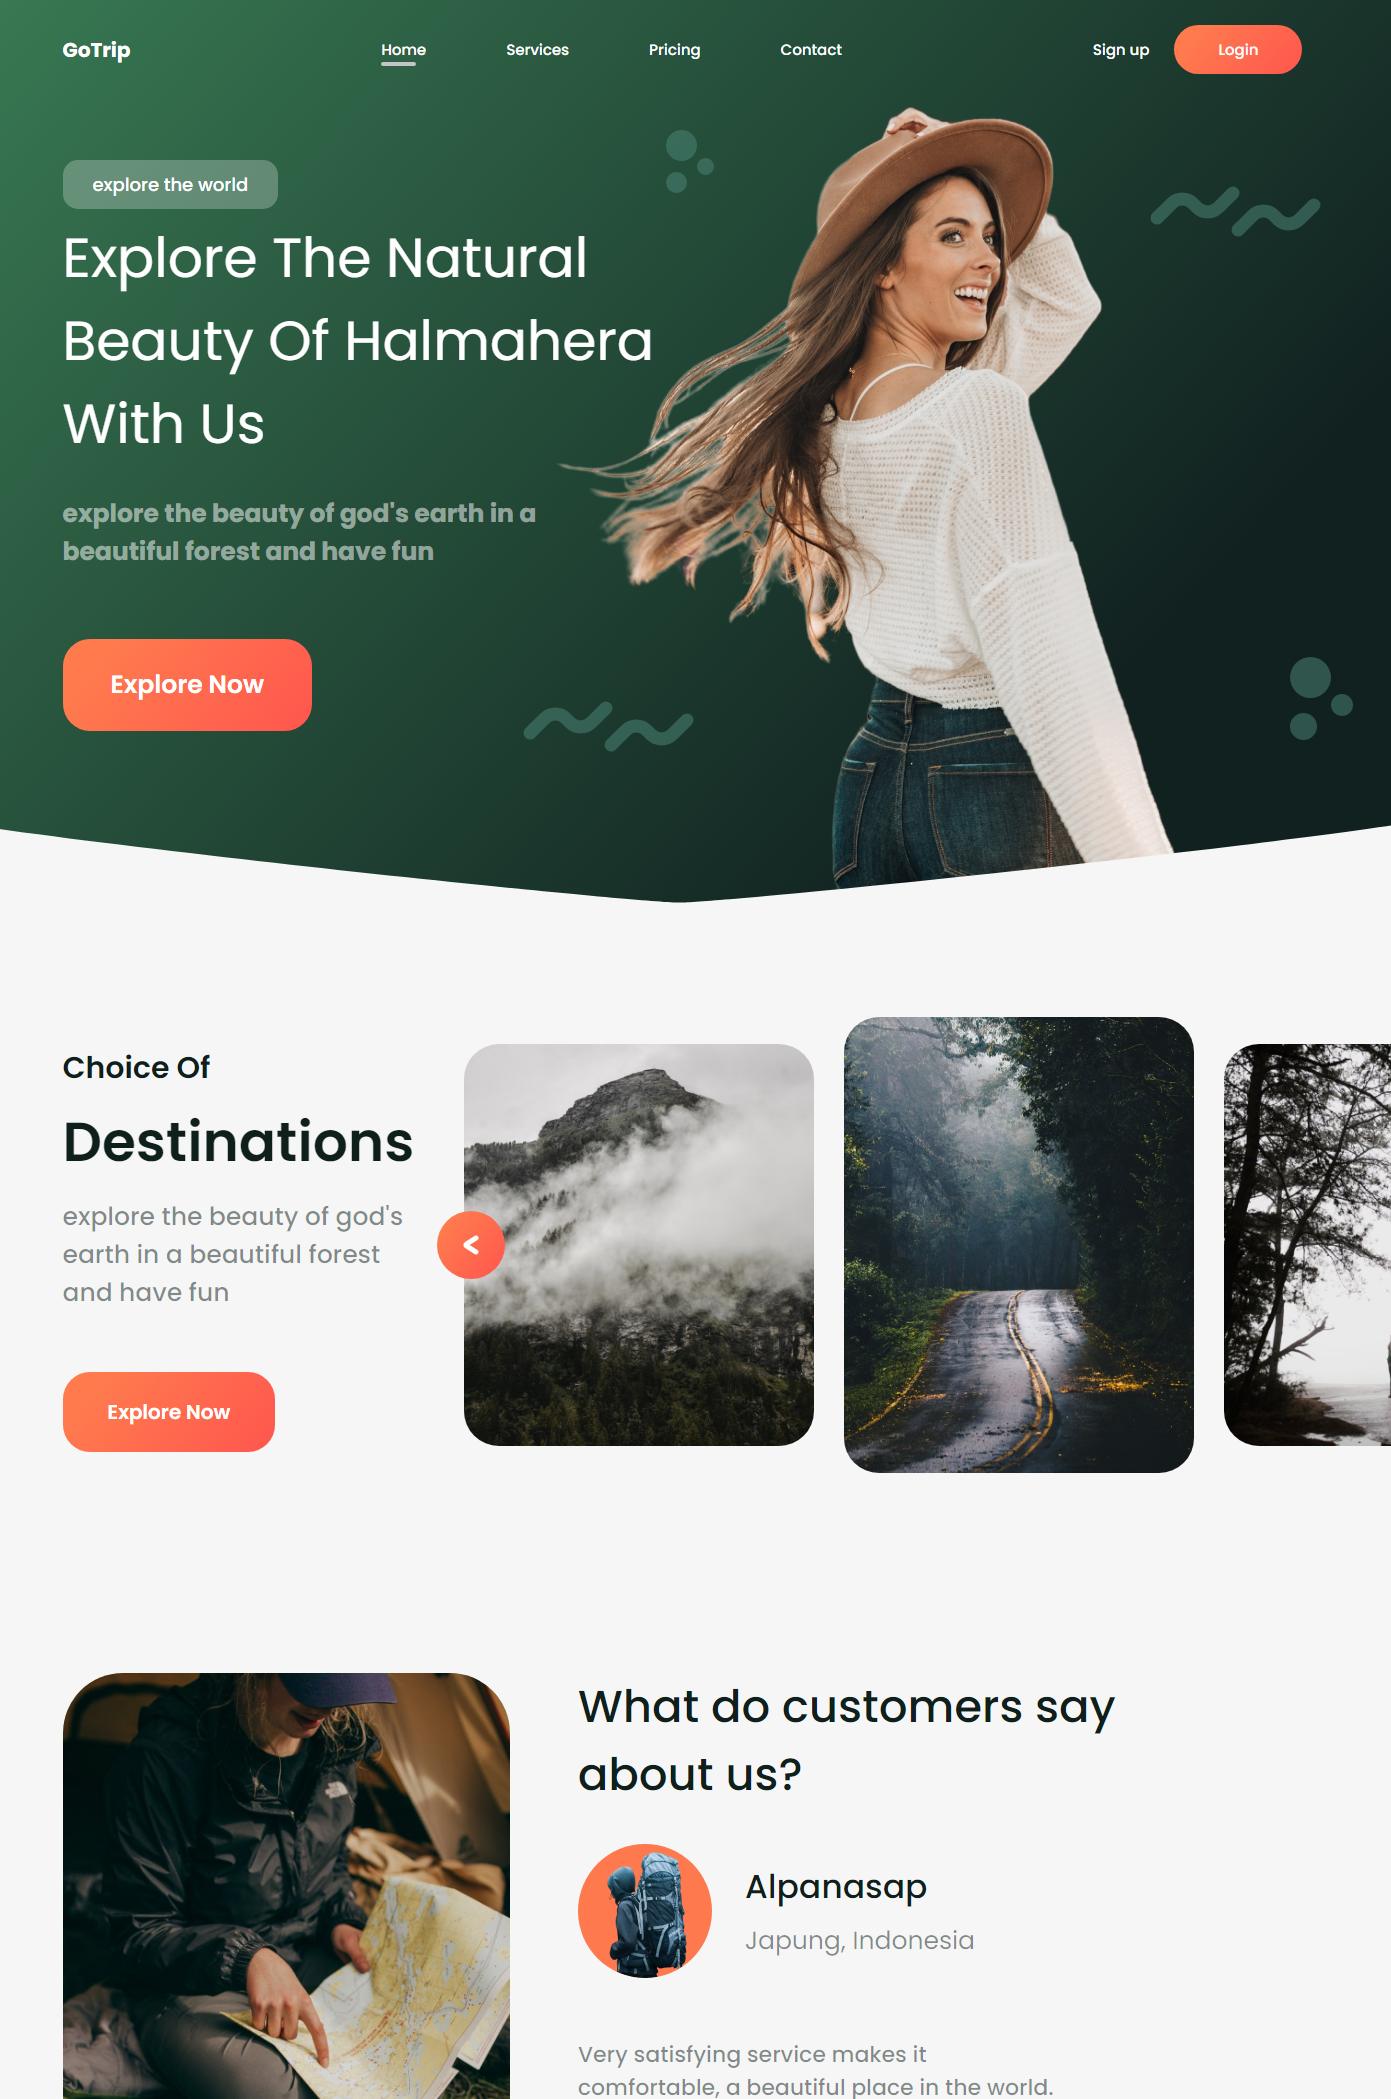 GoTrip
Home
Services
Pricing
Contact
Sign up
Login
explore the world
Explore The Natural
Beauty Of Halmahera
With Us
explore the beauty of god's earth in a
beautiful forest and have fun
Explore Now
Choice Of
Destinations
explore the beauty of god's
earth in a beautiful forest
and have fun
Explore Now
What do customers say
about us?
Alpanasap
Japung, Indonesia
Very satisfying service makes it
comfortable, a beautiful place in the world.